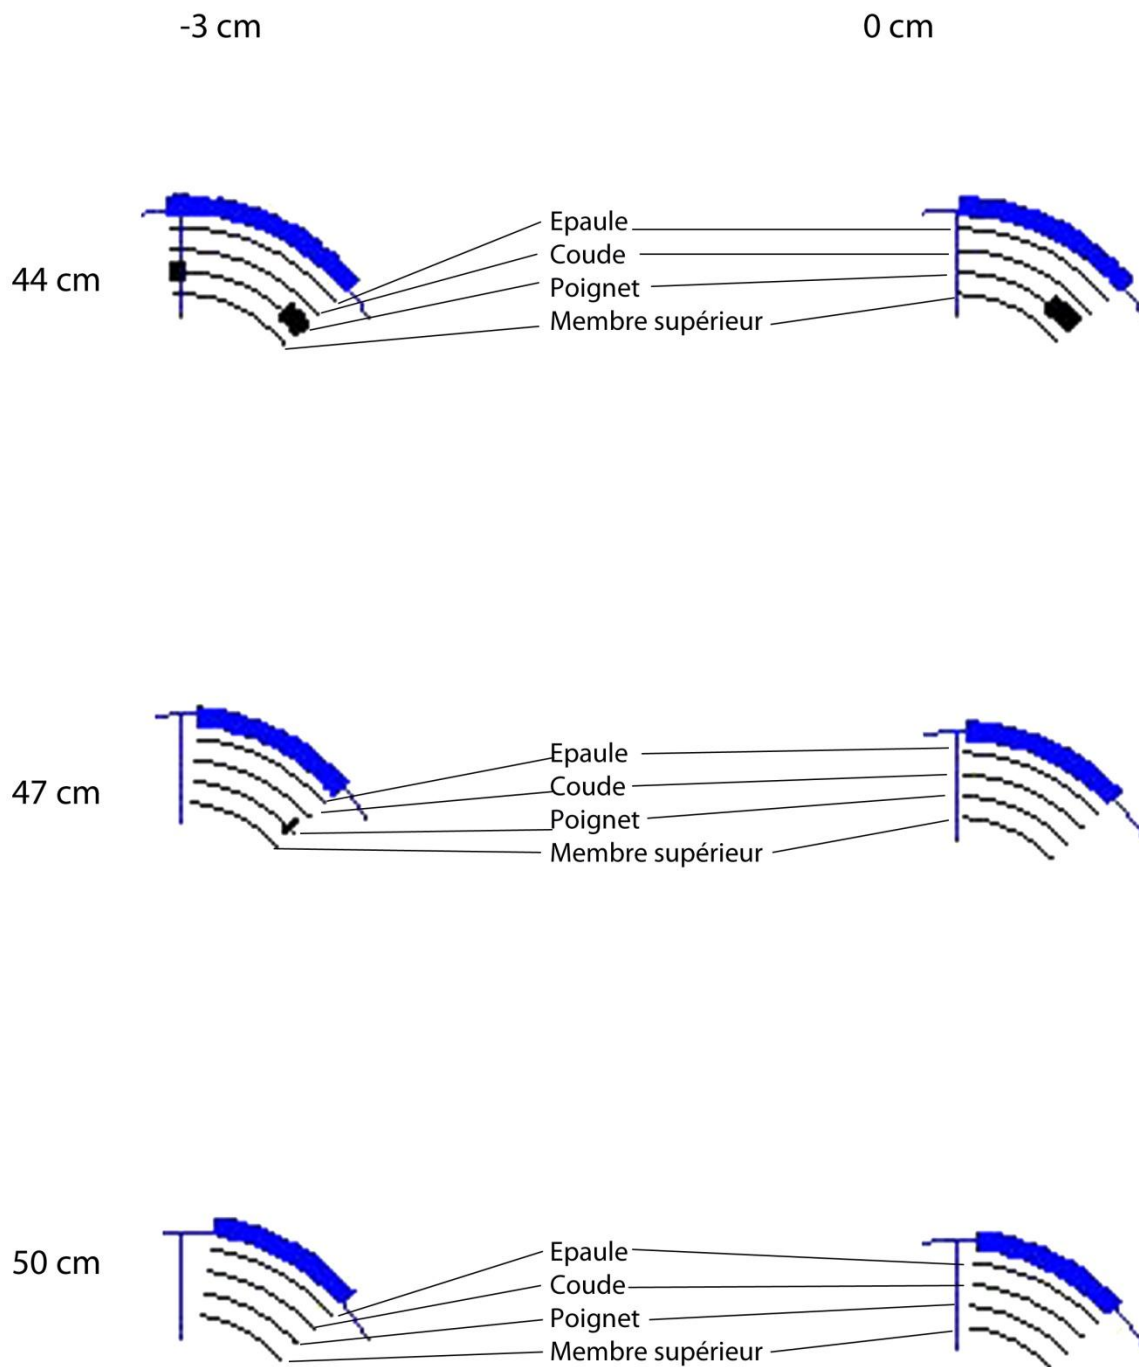 -3 cm 0 cm
44 cm
Epaule
Coude
Poignet
Membre supérieur
47 cm
Epaule
Coude
Poignet
Membre supérieur
50 cm
Epaule
Coude
Poignet
Membre supérieur